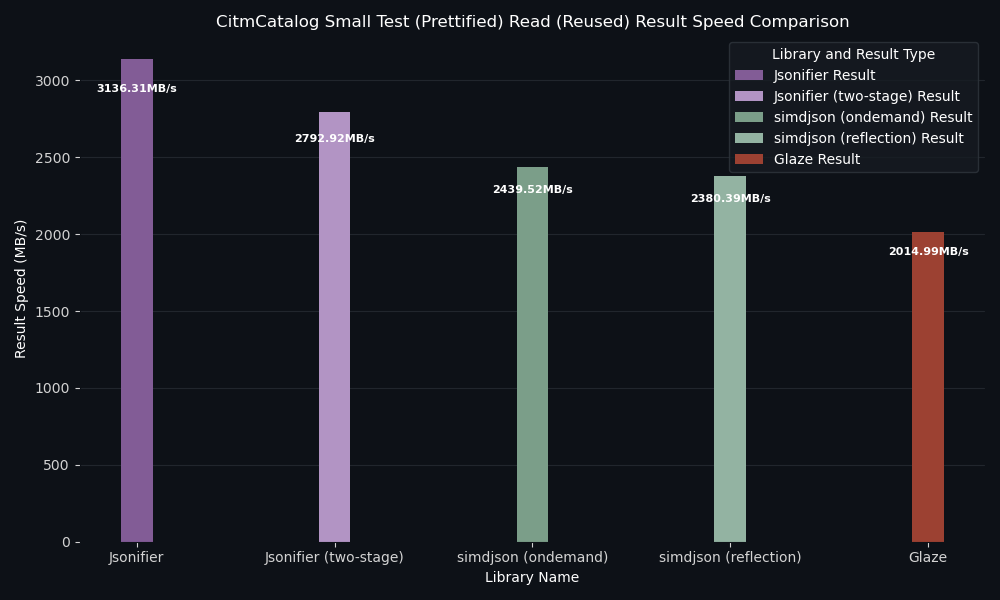 CitmCatalog Small Test (Prettified) Read (Reused) Result Speed Comparison
Library and Result Type
Jsonifier Result
Jsonifier (two-stage) Result
simdjson (ondemand) Result
simdjson (reflection) Result
Glaze Result
Result Speed (MB/s)
3000
2500
2000
1500
1000
500
0
3136.31MB/s
2792.92MB/s
2439.52MB/s
2380.39MB/s
2014.99MB/s
Jsonifier
Jsonifier (two-stage)
simdjson (ondemand)
simdjson (reflection)
Glaze
Library Name